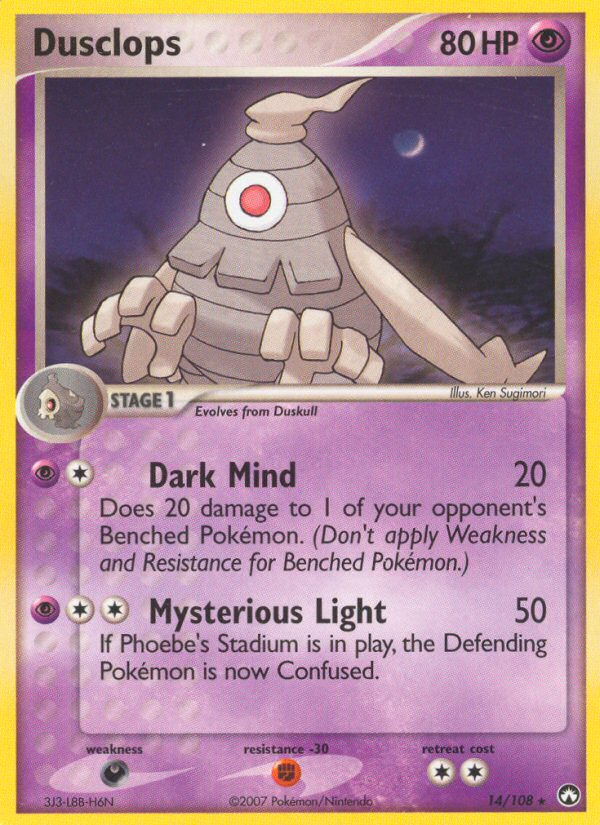 Dusclops
80 HP
Illus. Ken Sugimori
STAGE 1
Evolves from Duskull
Dark Mind 20
Does 20 damage to 1 of your opponent's
Benched Pokémon. (Don't apply Weakness
and Resistance for Benched Pokémon.)
Mysterious Light 50
If Phoebe's Stadium is in play, the Defending
Pokémon is now Confused.
weakness resistance -30 retreat cost
3J3-L8B-H6N ©2007 Pokémon/Nintendo 14/108 ★